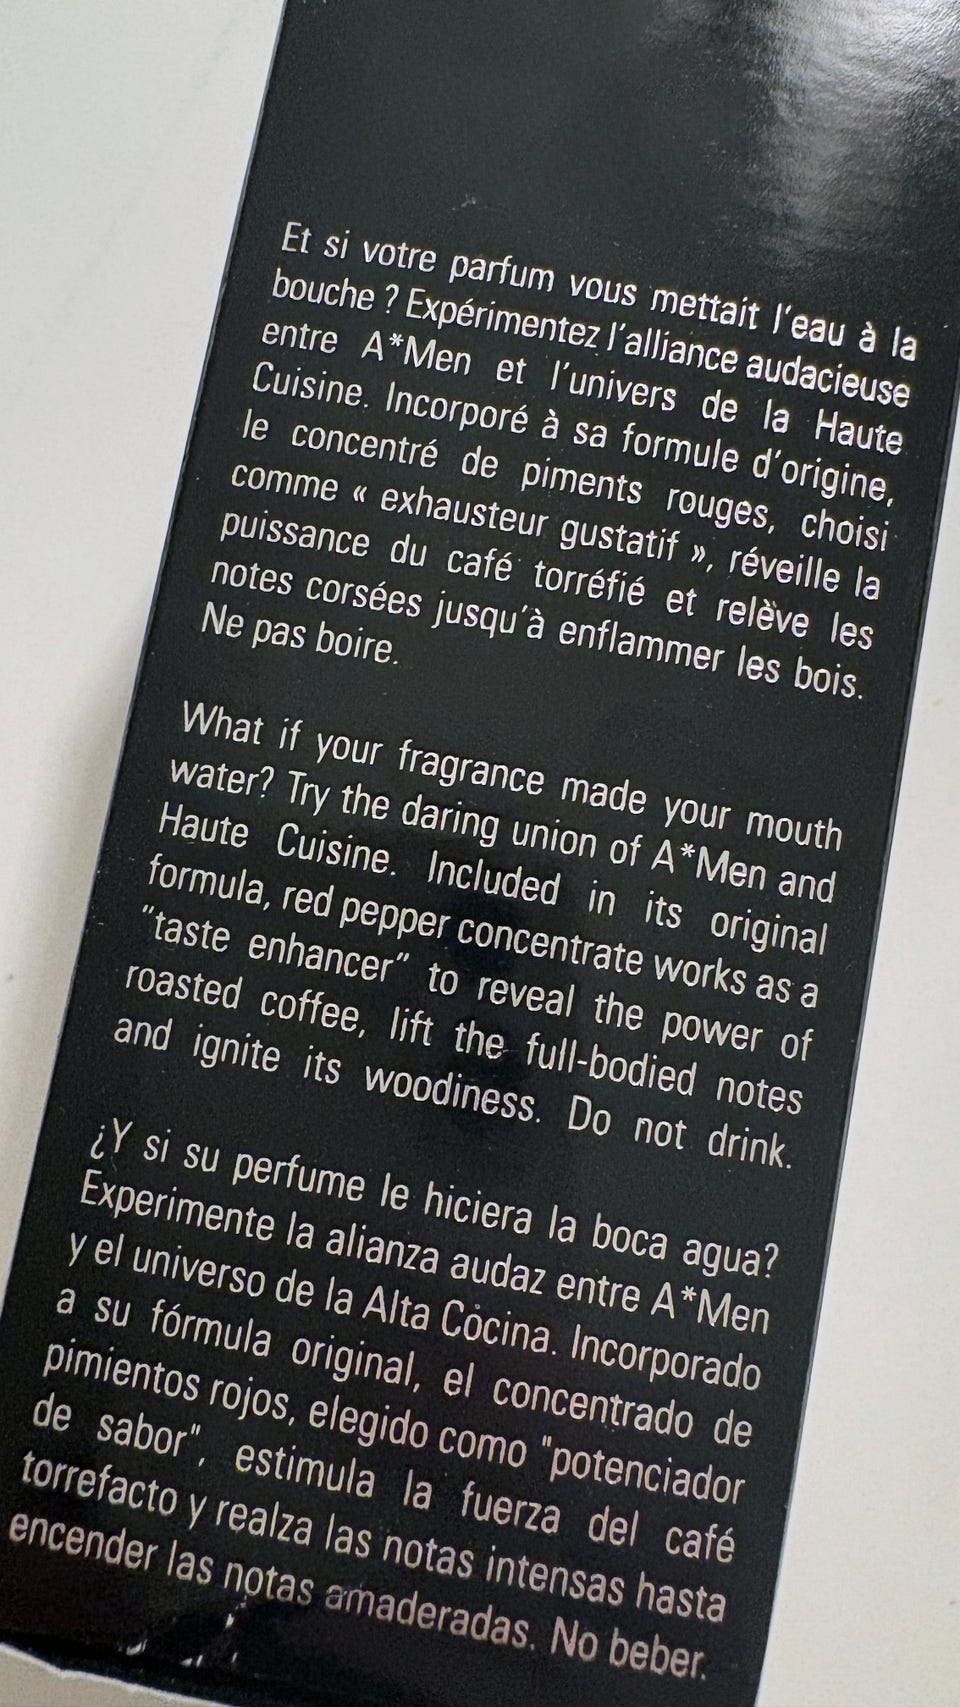 Et si votre parfum vous mettait l'eau à la
bouche ? Expérimentez l'alliance audacieuse
entre A*Men et l'univers de la Haute
Cuisine. Incorporé à sa formule d'origine,
le concentré de piments rouges, choisi
comme « exhausteur gustatif », réveille la
puissance du café torréfié et relève les
notes corsées jusqu'à enflammer les bois.
Ne pas boire.
What if your fragrance made your mouth
water? Try the daring union of A*Men and
Haute Cuisine. Included in its original
formula, red pepper concentrate works as a
"taste enhancer" to reveal the power of
roasted coffee, lift the full-bodied notes
and ignite its woodiness. Do not drink.
¿Y si su perfume le hiciera la boca agua?
Experimente la alianza audaz entre A*Men
y el universo de la Alta Cocina. Incorporado
a su fórmula original, el concentrado de
pimientos rojos, elegido como "potenciador
de sabor", estimula la fuerza del café
torrefacto y realza las notas intensas hasta
encender las notas amaderadas. No beber.